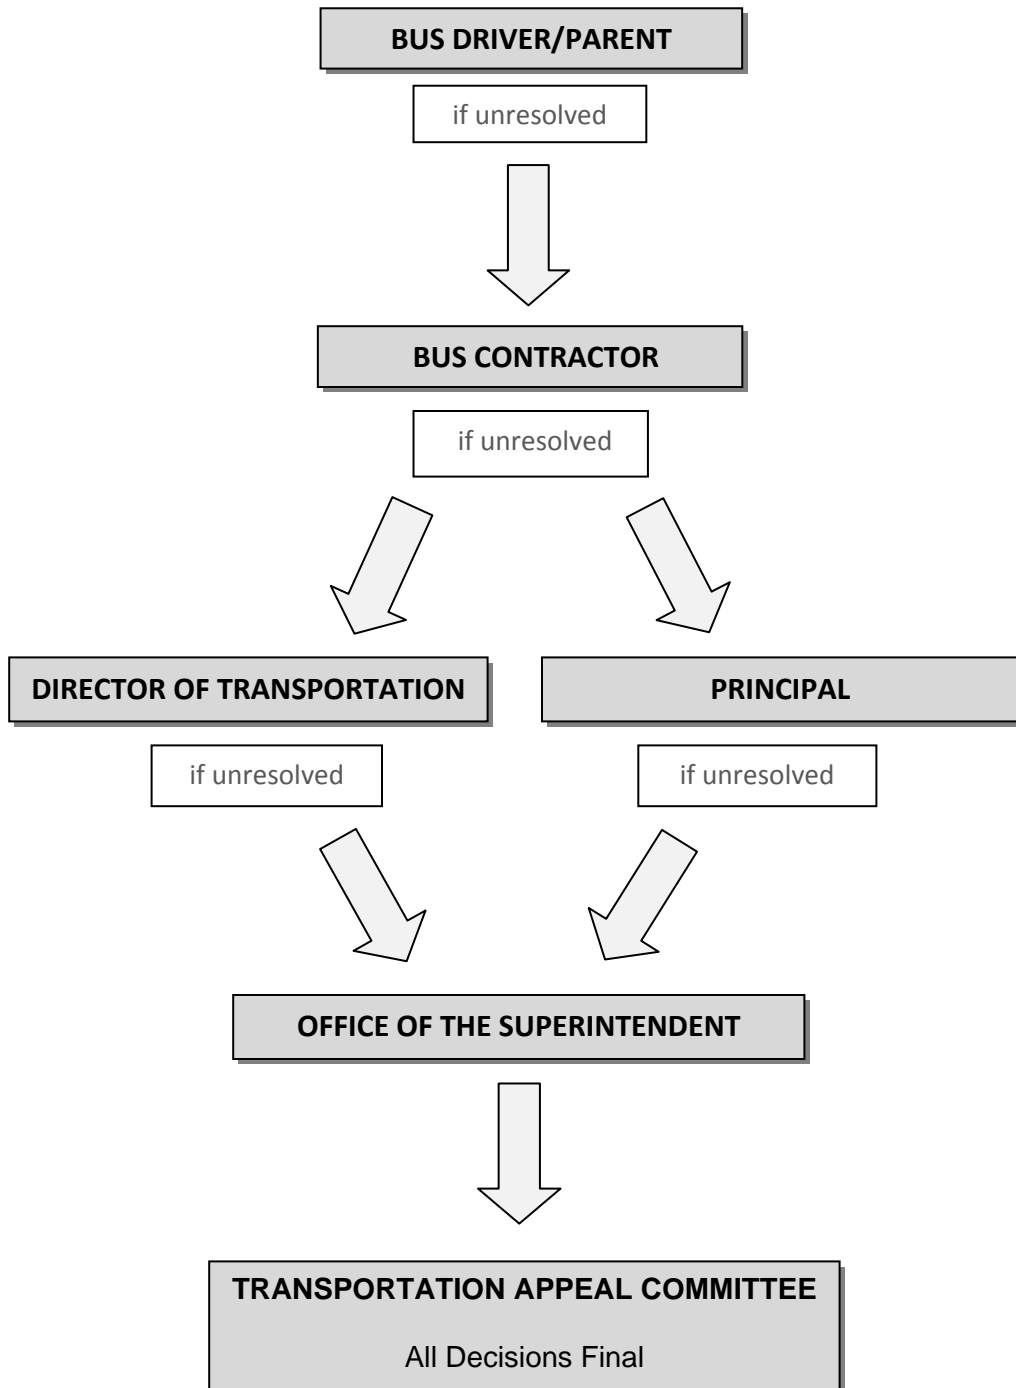 BUS DRIVER/PARENT
if unresolved
BUS CONTRACTOR
if unresolved
DIRECTOR OF TRANSPORTATION
PRINCIPAL
if unresolved
if unresolved
OFFICE OF THE SUPERINTENDENT
TRANSPORTATION APPEAL COMMITTEE
All Decisions Final